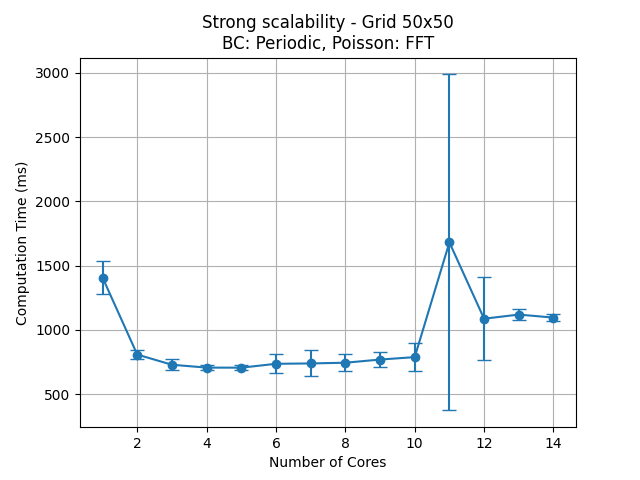 Strong scalability - Grid 50x50
BC: Periodic, Poisson: FFT
3000
2500
2000
1500
1000
500
Computation Time (ms)
2 4 6 8 10 12 14
Number of Cores